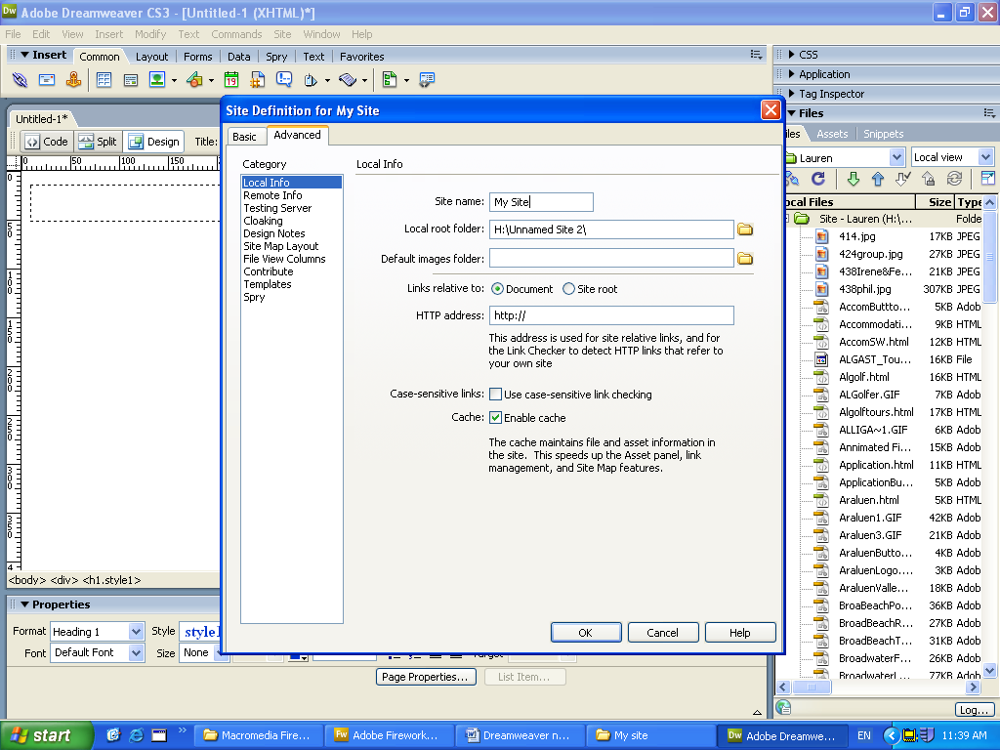 Adobe Dreamweaver CS3 - [Untitled-1 (XHTML)*]
File Edit View Insert Modify Text Commands Site Window Help
Insert Common Layout Forms Data Spry Text Favorites
CSS
Application
Tag Inspector
Files
Assets Snippets
Lauren Local view
Local Files Size Type
Site - Lauren (H:\... Folde
414.jpg 17KB JPEG
424group.jpg 27KB JPEG
438Irene&Fe... 21KB JPEG
438phil.jpg 307KB JPEG
AccomButtto... 5KB Adob
Accommodati... 9KB HTML
AccomSW.html 12KB HTML
ALGAST_Tou... 16KB File
Algolf.html 16KB HTML
ALGolfer.GIF 7KB Adob
Algolftours.html 17KB HTML
ALLIGA~1.GIF 6KB Adob
Annimated Fi... 15KB Adob
Application.html 11KB HTML
ApplicationBu... 5KB Adob
Araluen.html 5KB HTML
Araluen1.GIF 42KB Adob
Araluen3.GIF 21KB Adob
AraluenButto... 4KB Adob
AraluenLogo.... 3KB Adob
AraluenValle... 18KB Adob
BroaBeachPo... 36KB Adob
BroadBeachR... 27KB Adob
BroadBeachT... 31KB Adob
BroadwaterF... 26KB Adob
BroadwaterL... 77KB Adob
Log...
Untitled-1*
Code Split Design Title:
0 50 100 150
Site Definition for My Site
Basic Advanced
Category
Local Info
Remote Info
Testing Server
Cloaking
Design Notes
Site Map Layout
File View Columns
Contribute
Templates
Spry
Local Info
Site name: My Site
Local root folder: H:\Unnamed Site 2\
Default images folder:
Links relative to: Document Site root
HTTP address: http://
This address is used for site relative links, and for
the Link Checker to detect HTTP links that refer to
your own site
Case-sensitive links: Use case-sensitive link checking
Cache: Enable cache
The cache maintains file and asset information in
the site. This speeds up the Asset panel, link
management, and Site Map features.
OK Cancel Help
<body> <div> <h1.style1>
Properties
Format Heading 1 Style style1
Font Default Font Size None
Page Properties... List Item...
start Macromedia Fire... Adobe Firework... Dreamweaver n... My site Adobe Dreamwe... EN 11:39 AM